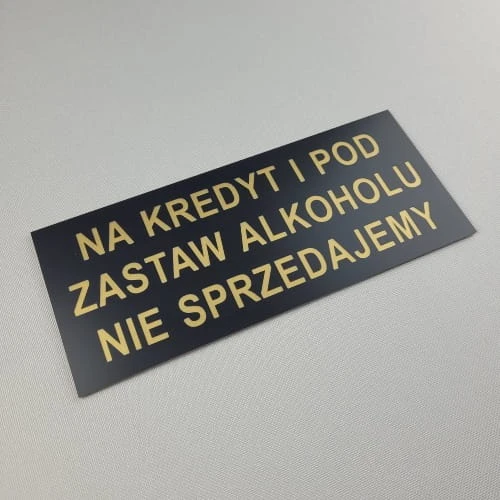 NA KREDYT I POD
ZASTAW ALKOHOLU
NIE SPRZEDAJEMY